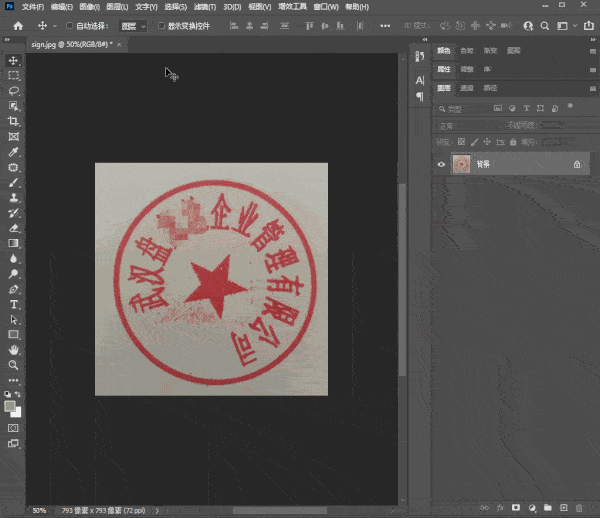 Ps 文件(F) 编辑(E) 图像(I) 图层(L) 文字(Y) 选择(S) 滤镜(T) 3D(D) 视图(V) 增效工具 窗口(W) 帮助(H)
自动选择: 图层 显示变换控件 3D 模式:
sign.jpg @ 50%(RGB/8#) * ×
颜色 色板 渐变 图案
属性 调整 库
图层 通道 路径
类型
正常 不透明度:
锁定: 填充:
背景
武汉盘
企业管理有限公司
50% 793 像素 x 793 像素 (72 ppi)